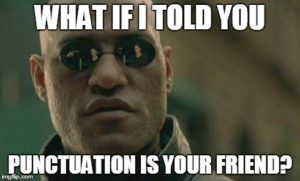 WHAT IF I TOLD YOU
PUNCTUATION IS YOUR FRIEND?
imgflip.com